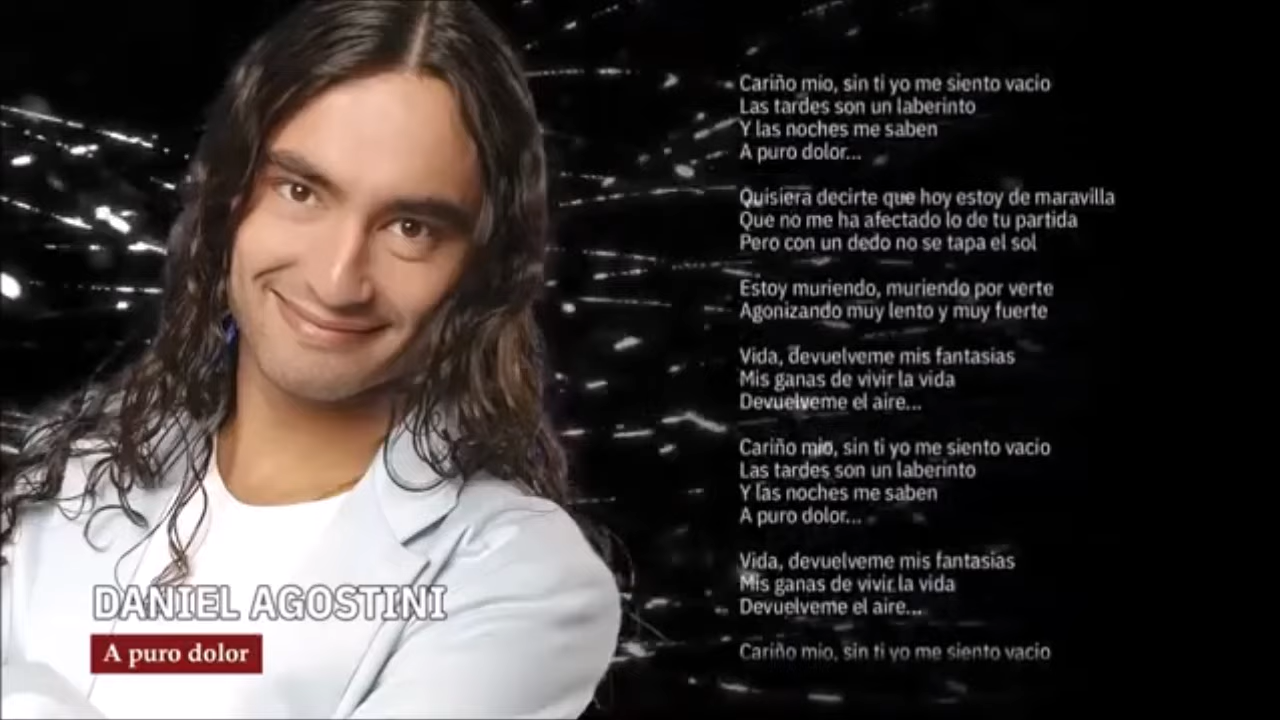 Cariño mio, sin ti yo me siento vacio
Las tardes son un laberinto
Y las noches me saben
A puro dolor...
Quisiera decirte que hoy estoy de maravilla
Que no me ha afectado lo de tu partida
Pero con un dedo no se tapa el sol
Estoy muriendo, muriendo por verte
Agonizando muy lento y muy fuerte
Vida, devuelveme mis fantasias
Mis ganas de vivir la vida
Devuelveme el aire...
Cariño mio, sin ti yo me siento vacio
Las tardes son un laberinto
Y las noches me saben
A puro dolor...
Vida, devuelveme mis fantasias
Mis ganas de vivir la vida
Devuelveme el aire...
Cariño mio, sin ti yo me siento vacio
DANIEL AGOSTINI
A puro dolor